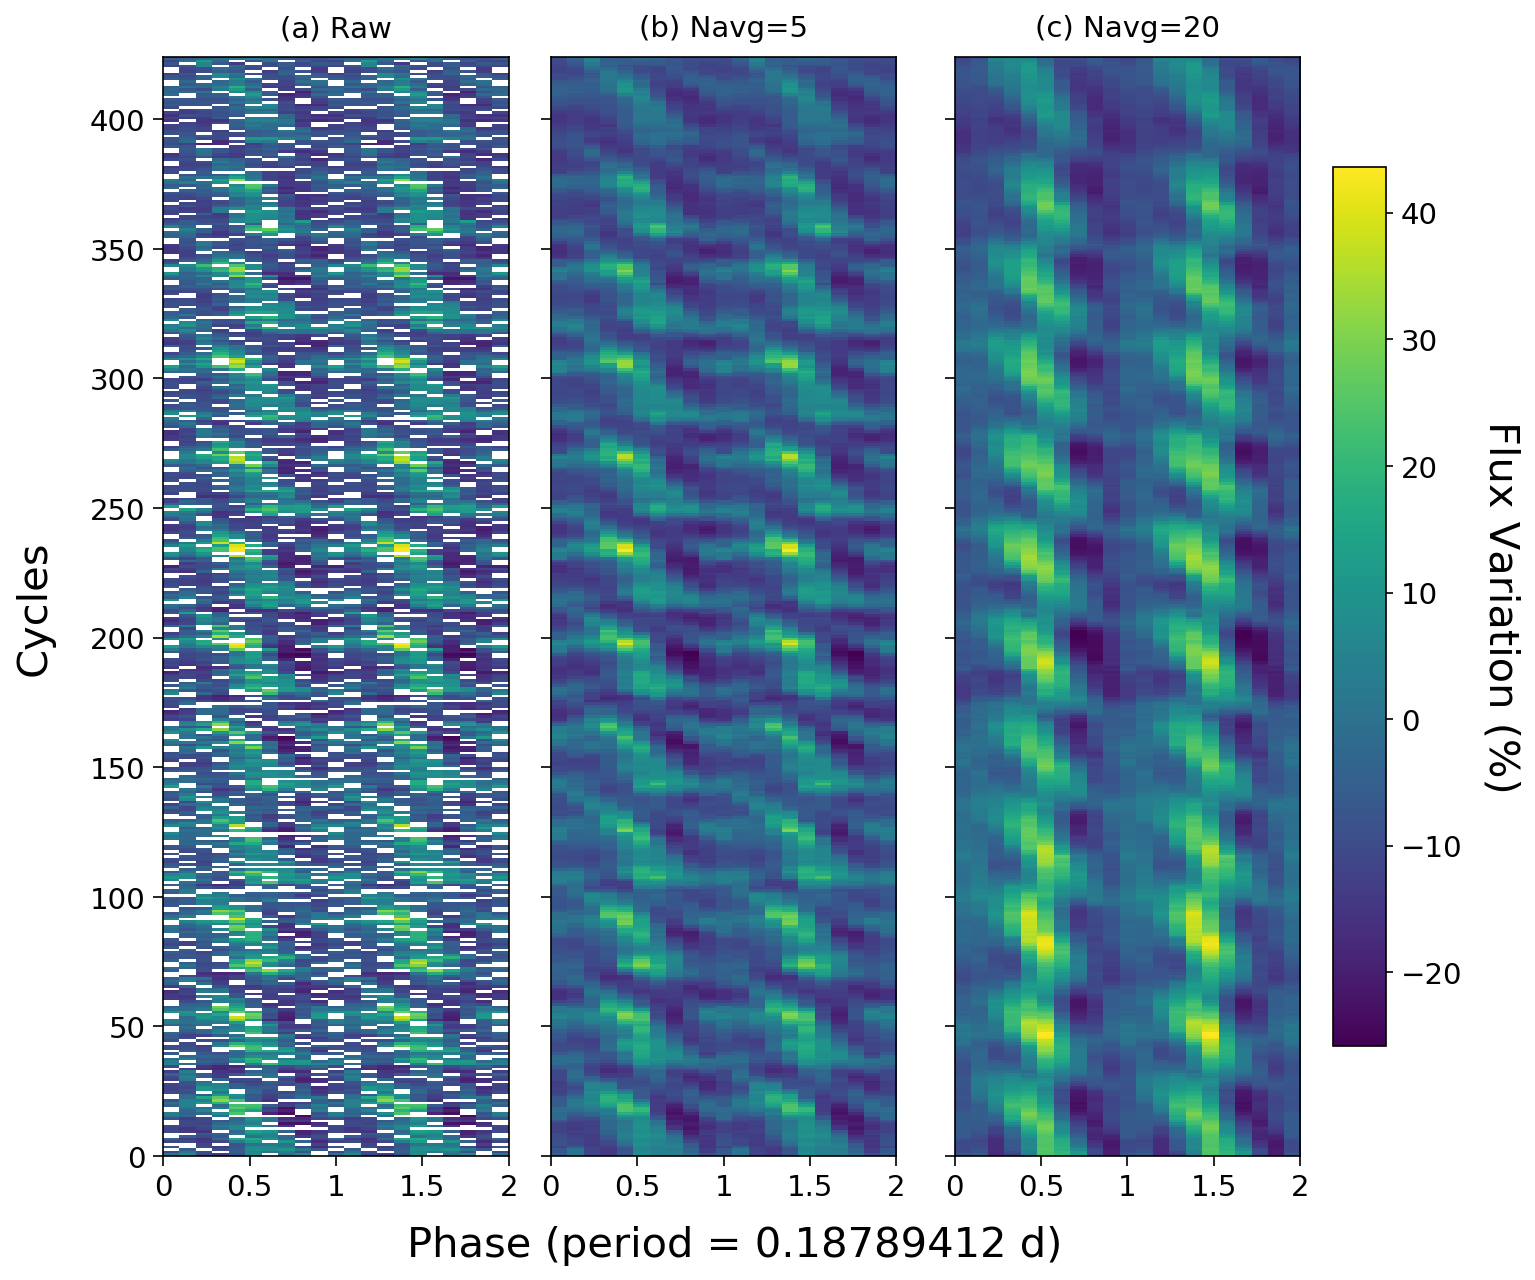 (a) Raw
(b) Navg=5
(c) Navg=20
400
350
300
250
200
150
100
50
0
Cycles
0 0.5 1 1.5 2
0 0.5 1 1.5 2
0 0.5 1 1.5 2
Phase (period = 0.18789412 d)
40
30
20
10
0
−10
−20
Flux Variation (%)